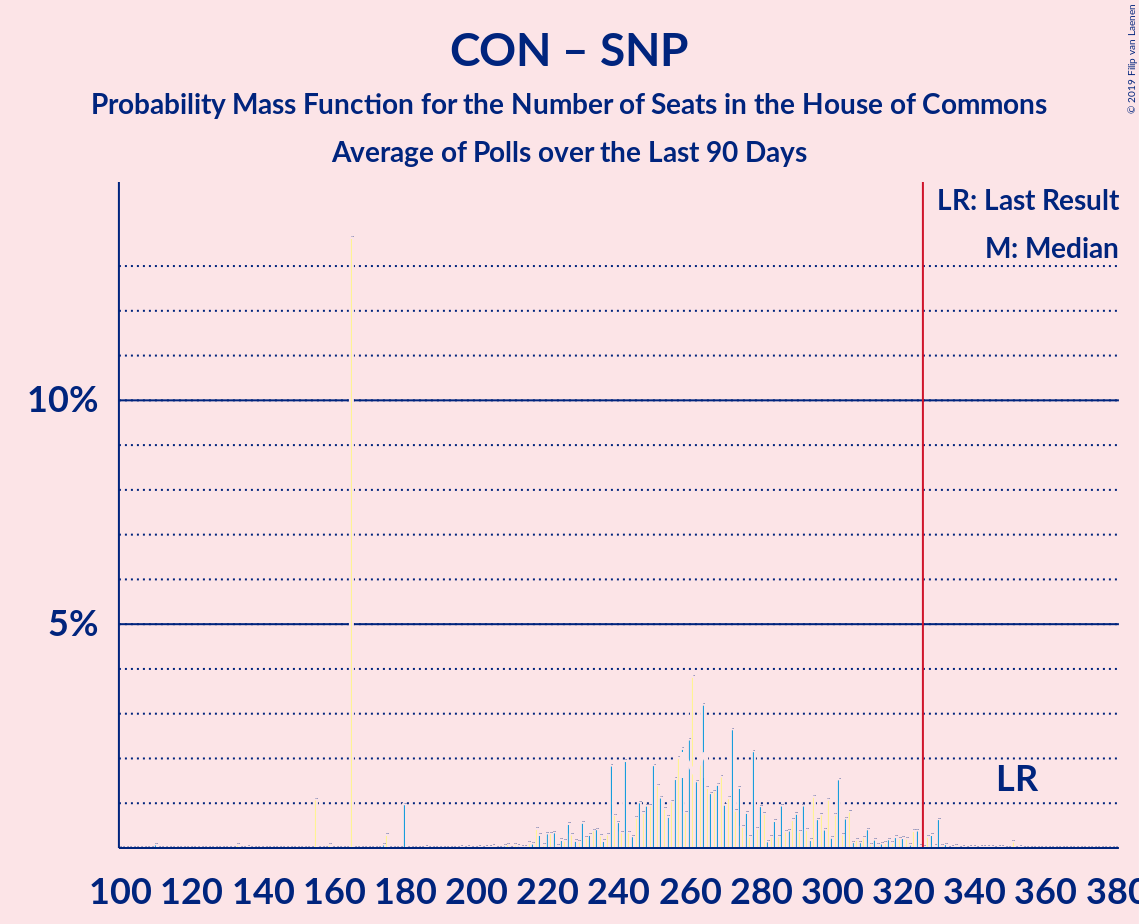 CON – SNP
Probability Mass Function for the Number of Seats in the House of Commons
Average of Polls over the Last 90 Days
© 2019 Filip van Laenen
LR: Last Result
M: Median
10%
5%
LR
100 120 140 160 180 200 220 240 260 280 300 320 340 360 380